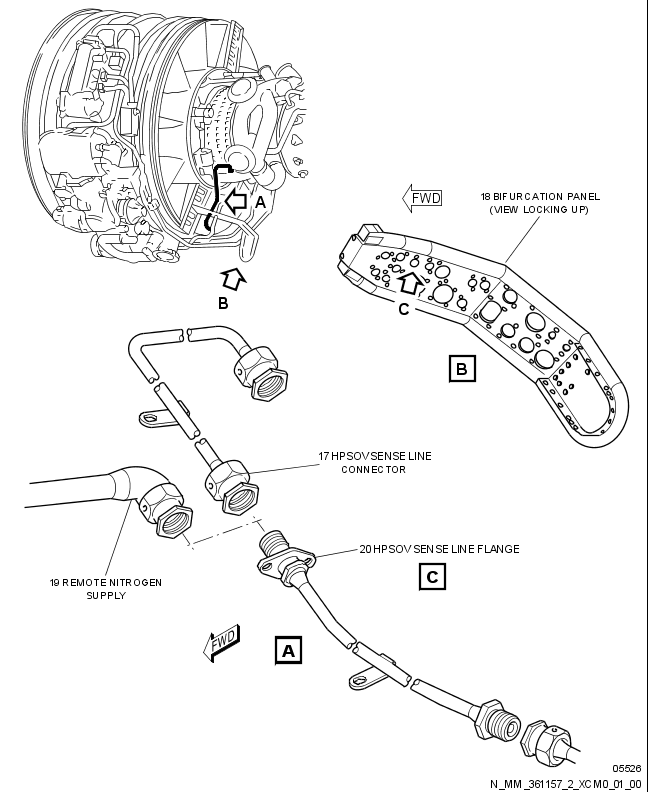 A
B
FWD
18 BIFURCATION PANEL
(VIEW LOCKING UP)
C
B
17 HPSOV SENSE LINE
CONNECTOR
19 REMOTE NITROGEN
SUPPLY
20 HPSOV SENSE LINE FLANGE
C
FWD
A
05526
N_MM_361157_2_XCM0_01_00